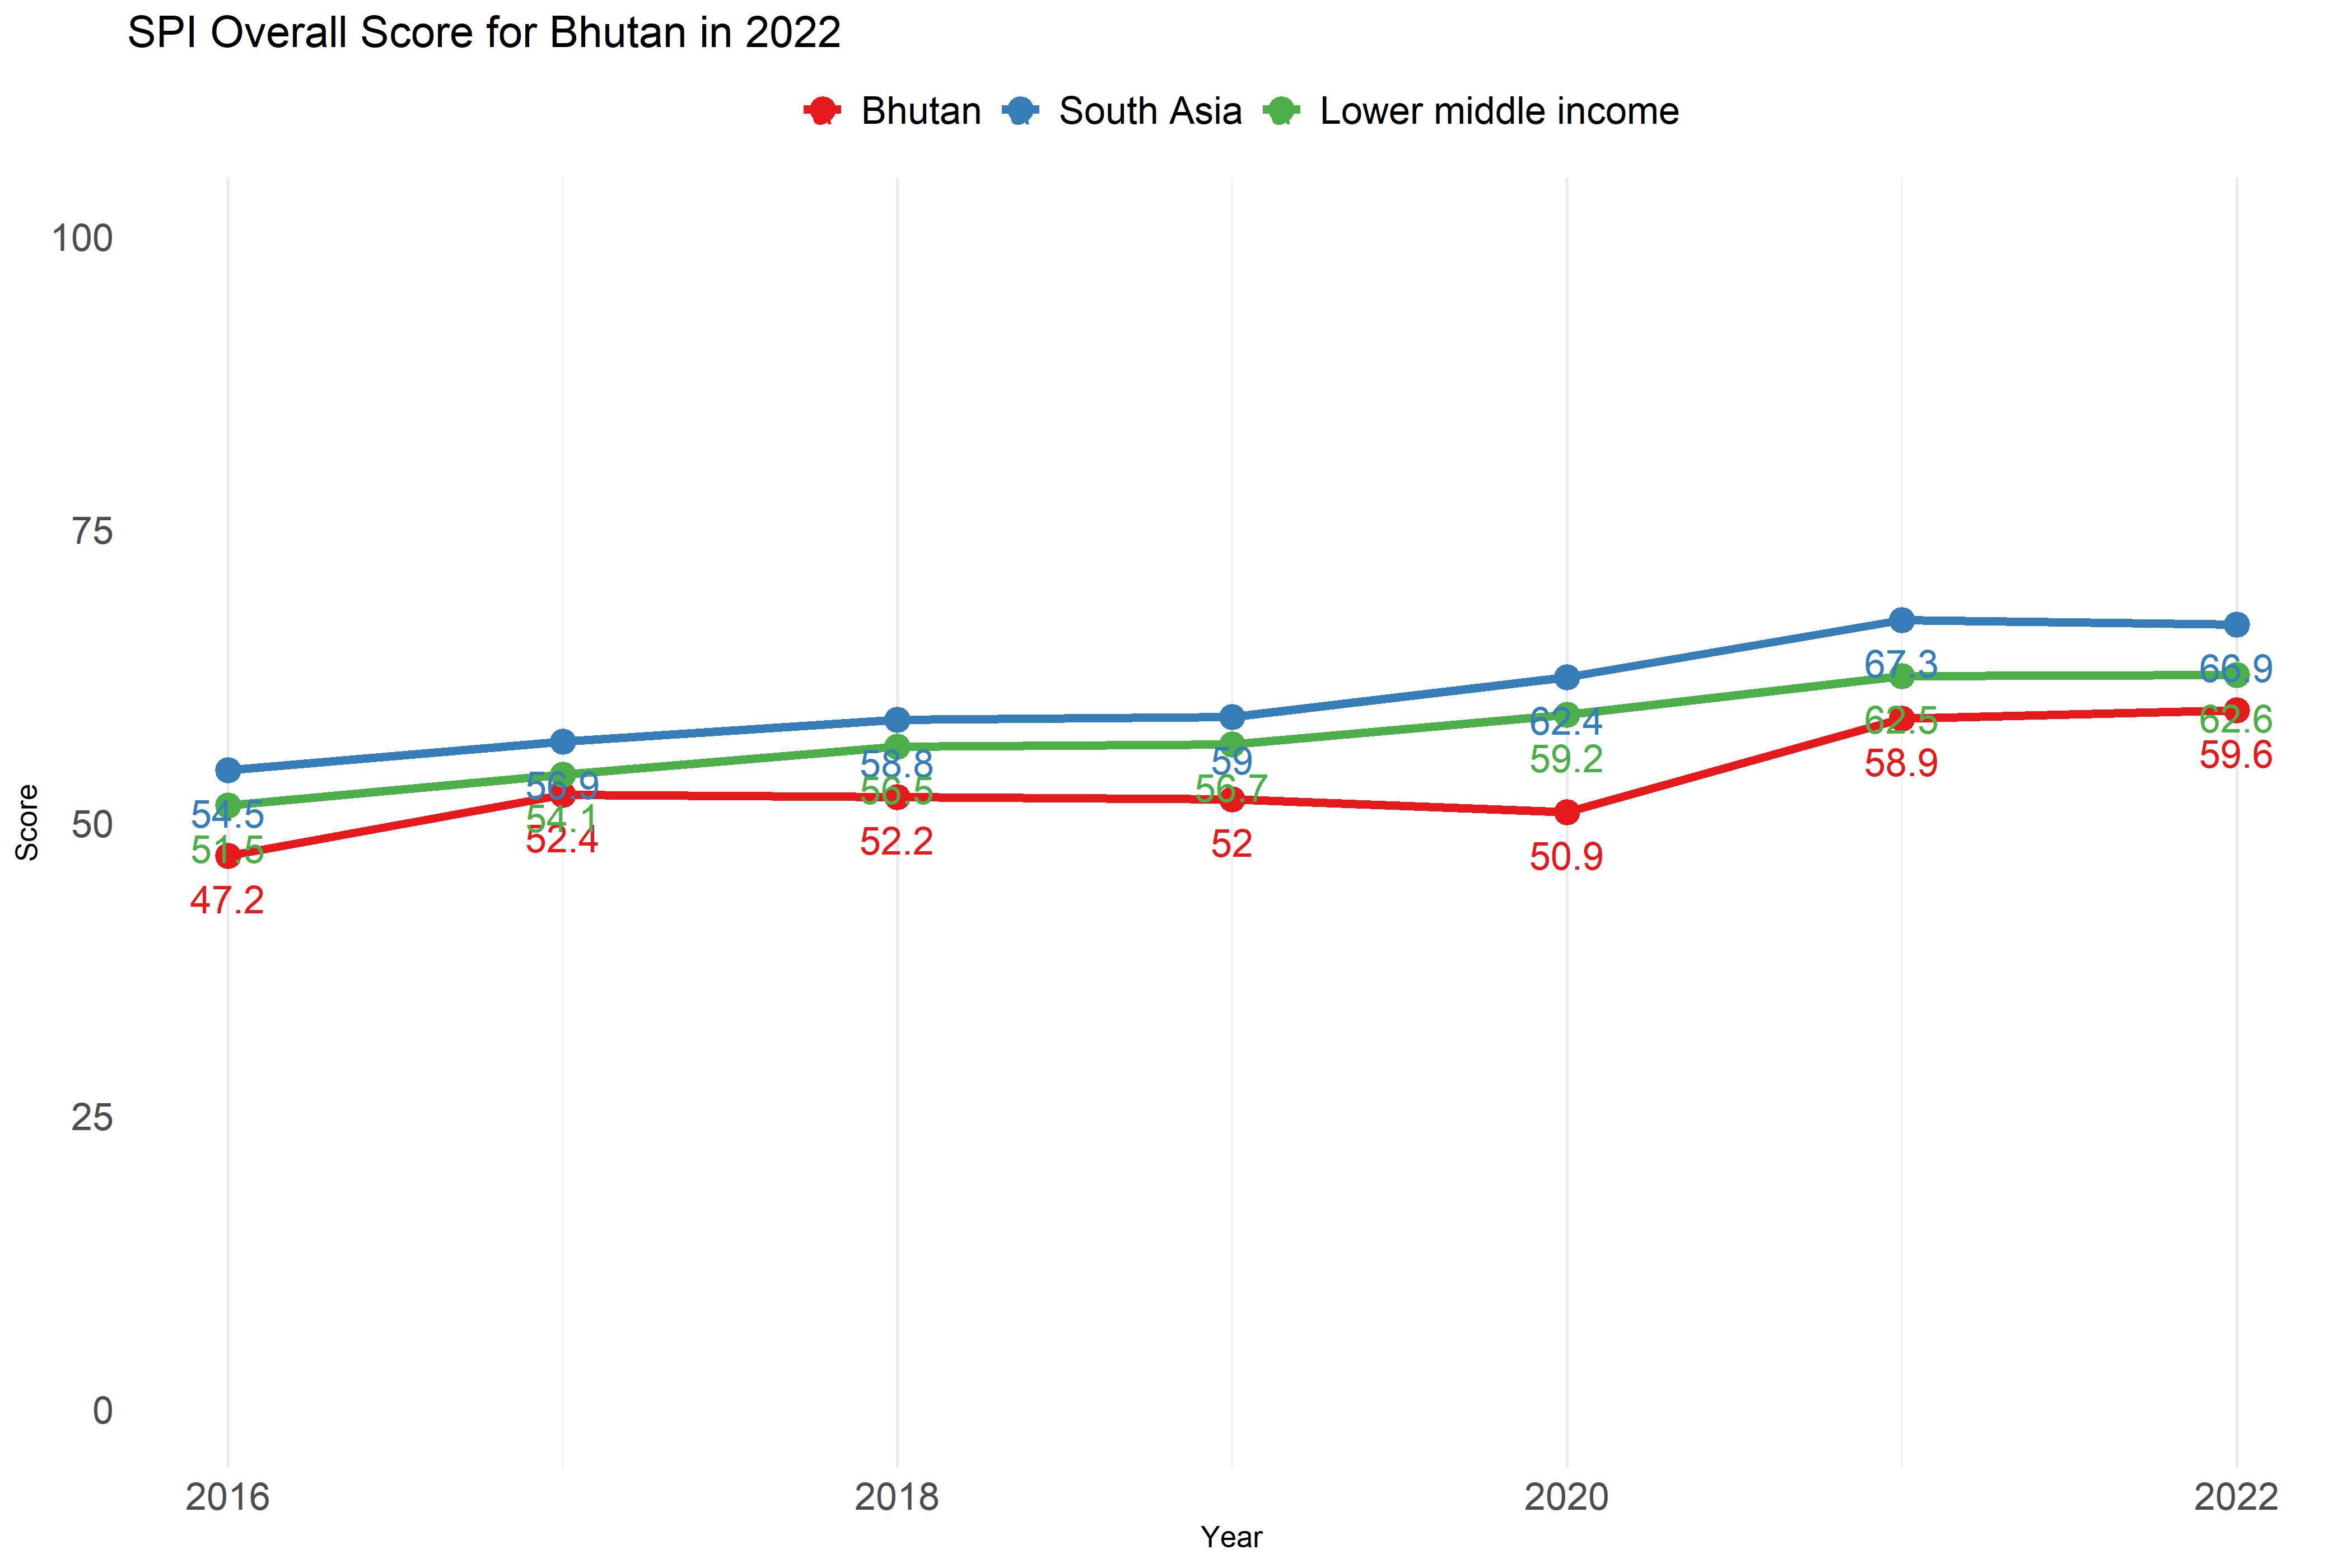 SPI Overall Score for Bhutan in 2022
Bhutan South Asia Lower middle income
100
75
50
25
0
Score
54.5 56.9 58.8 59 62.4 67.3 66.9
51.5 54.1 56.5 56.7 59.2 62.5 62.6
47.2 52.4 52.2 52 50.9 58.9 59.6
2016 2018 2020 2022
Year